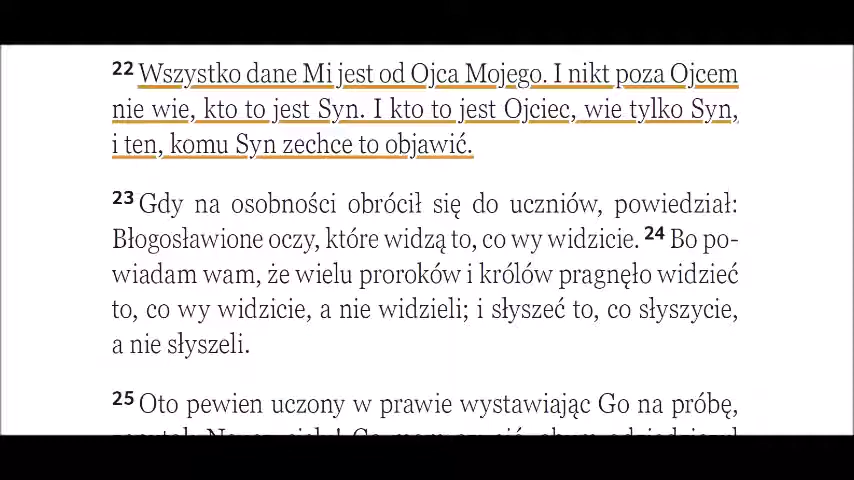 22 Wszystko dane Mi jest od Ojca Mojego. I nikt poza Ojcem
nie wie, kto to jest Syn. I kto to jest Ojciec, wie tylko Syn,
i ten, komu Syn zechce to objawić.
23 Gdy na osobności obrócił się do uczniów, powiedział:
Błogosławione oczy, które widzą to, co wy widzicie. 24 Bo po-
wiadam wam, że wielu proroków i królów pragnęło widzieć
to, co wy widzicie, a nie widzieli; i słyszeć to, co słyszycie,
a nie słyszeli.
25 Oto pewien uczony w prawie wystawiając Go na próbę,